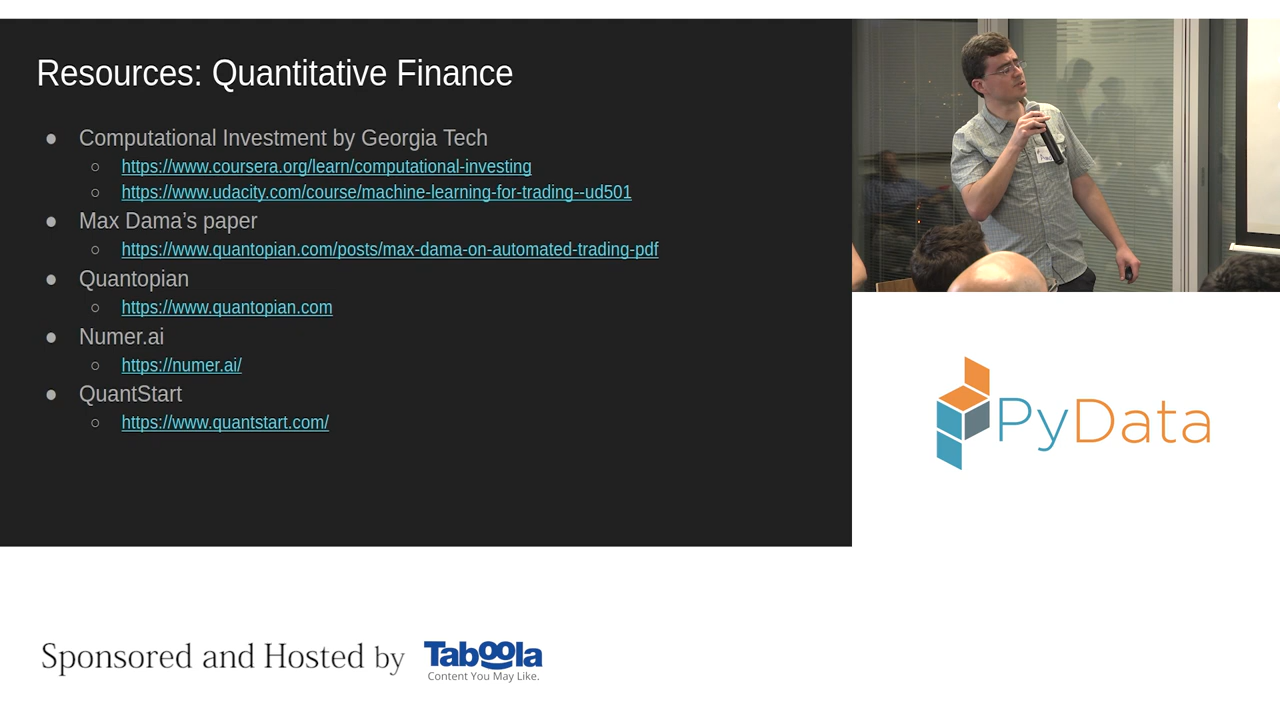 Resources: Quantitative Finance
● Computational Investment by Georgia Tech
○ https://www.coursera.org/learn/computational-investing
○ https://www.udacity.com/course/machine-learning-for-trading--ud501
● Max Dama’s paper
○ https://www.quantopian.com/posts/max-dama-on-automated-trading-pdf
● Quantopian
○ https://www.quantopian.com
● Numer.ai
○ https://numer.ai/
● QuantStart
○ https://www.quantstart.com/
PyData
Sponsored and Hosted by Taboola
Content You May Like.